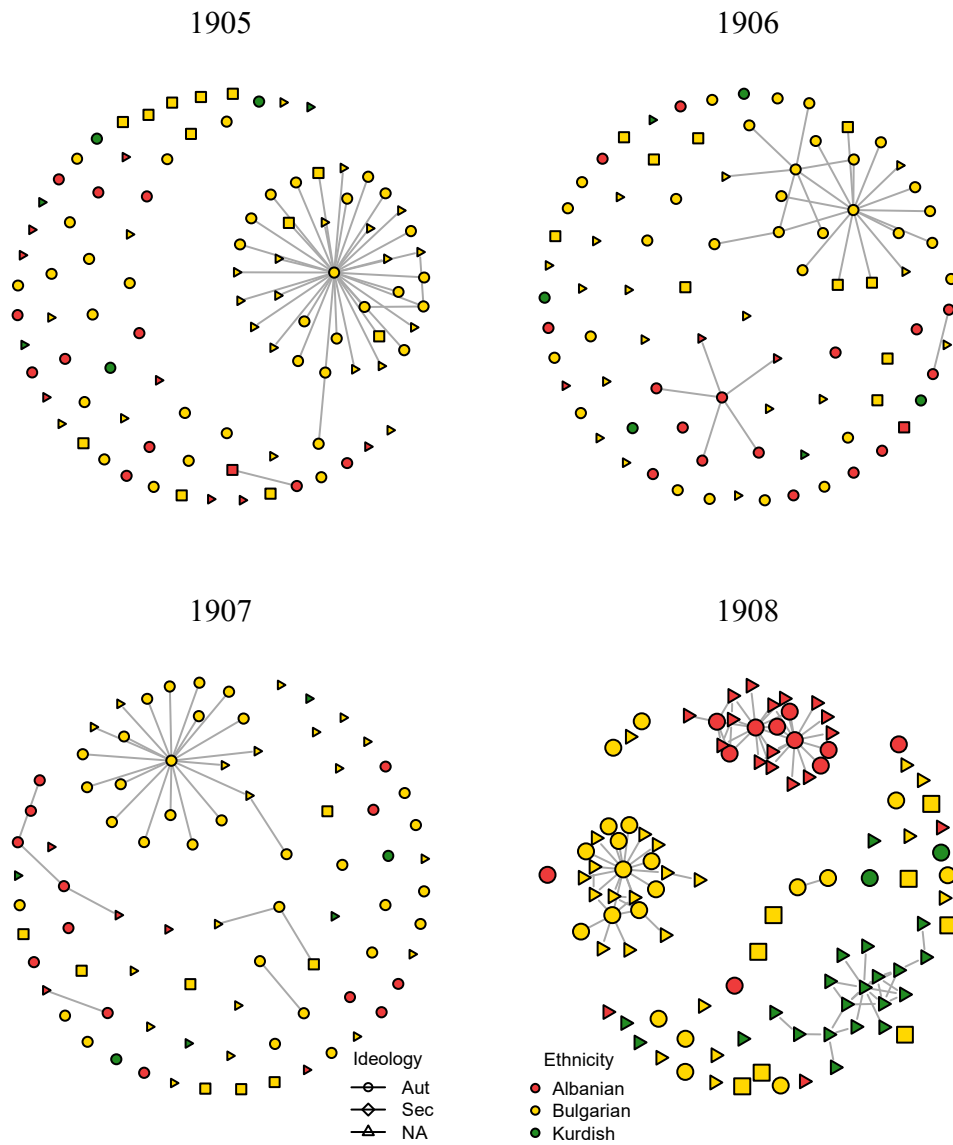 1905
1906
1907
1908
Ideology
Aut
Sec
NA
Ethnicity
Albanian
Bulgarian
Kurdish